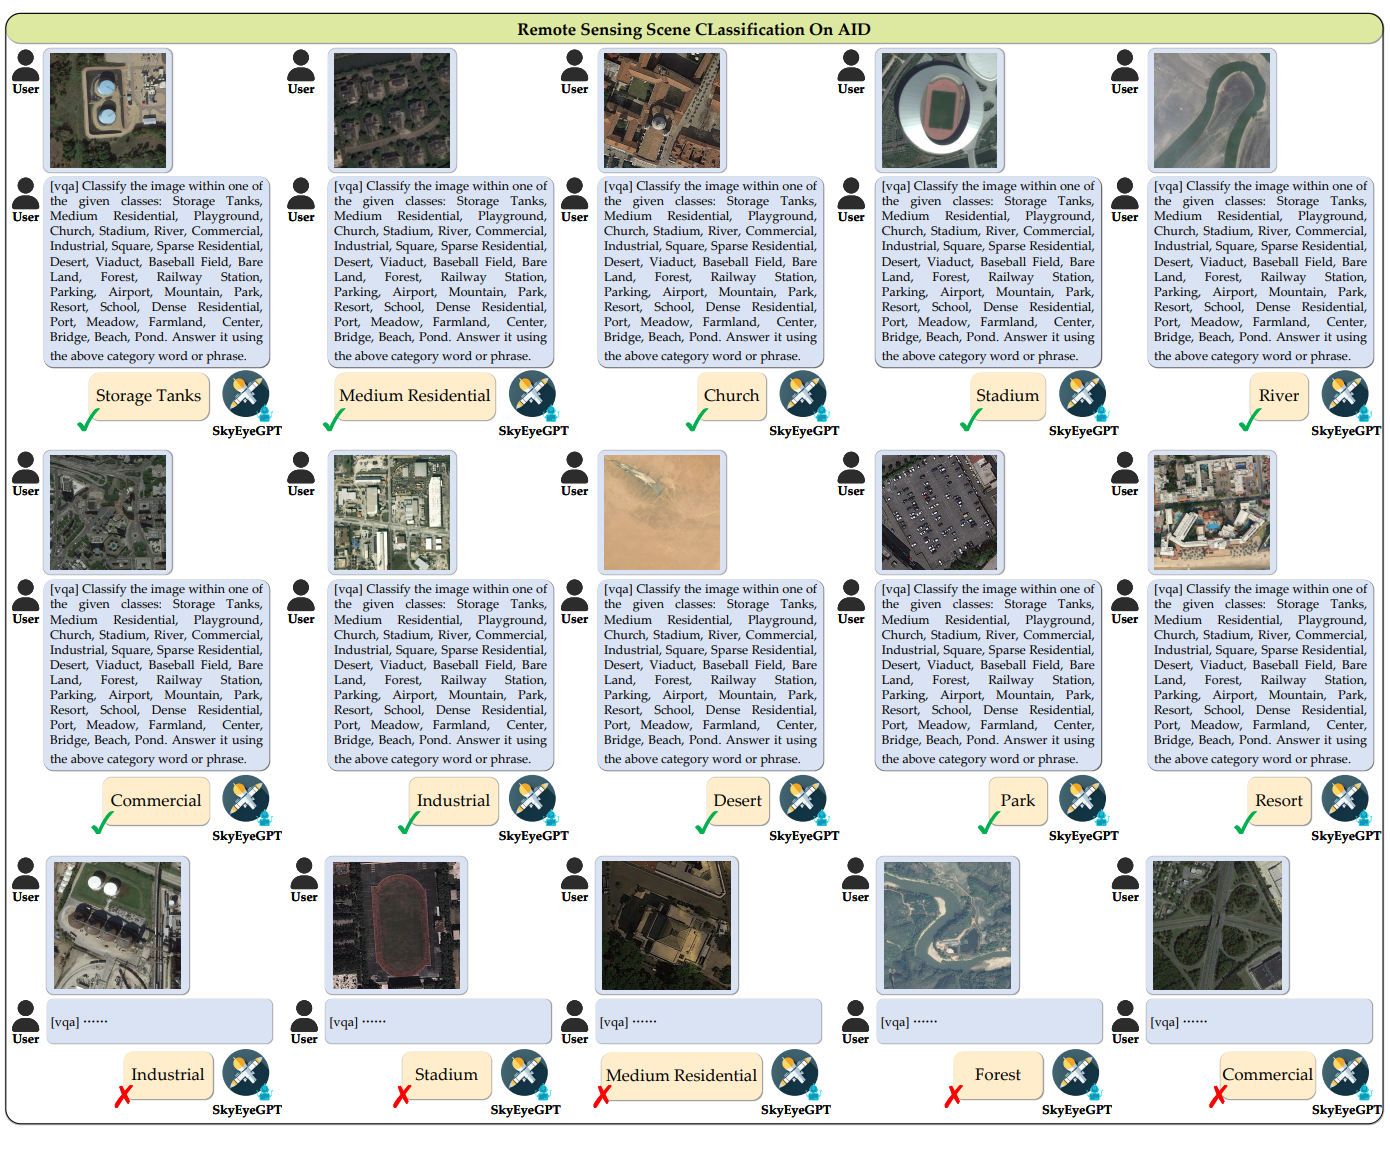 Remote Sensing Scene CLassification On AID
User
User
User
User
User
User
[vqa] Classify the image within one of
the given classes: Storage Tanks,
Medium Residential, Playground,
Church, Stadium, River, Commercial,
Industrial, Square, Sparse Residential,
Desert, Viaduct, Baseball Field, Bare
Land, Forest, Railway Station,
Parking, Airport, Mountain, Park,
Resort, School, Dense Residential,
Port, Meadow, Farmland, Center,
Bridge, Beach, Pond. Answer it using
the above category word or phrase.
User
[vqa] Classify the image within one of
the given classes: Storage Tanks,
Medium Residential, Playground,
Church, Stadium, River, Commercial,
Industrial, Square, Sparse Residential,
Desert, Viaduct, Baseball Field, Bare
Land, Forest, Railway Station,
Parking, Airport, Mountain, Park,
Resort, School, Dense Residential,
Port, Meadow, Farmland, Center,
Bridge, Beach, Pond. Answer it using
the above category word or phrase.
User
[vqa] Classify the image within one of
the given classes: Storage Tanks,
Medium Residential, Playground,
Church, Stadium, River, Commercial,
Industrial, Square, Sparse Residential,
Desert, Viaduct, Baseball Field, Bare
Land, Forest, Railway Station,
Parking, Airport, Mountain, Park,
Resort, School, Dense Residential,
Port, Meadow, Farmland, Center,
Bridge, Beach, Pond. Answer it using
the above category word or phrase.
User
[vqa] Classify the image within one of
the given classes: Storage Tanks,
Medium Residential, Playground,
Church, Stadium, River, Commercial,
Industrial, Square, Sparse Residential,
Desert, Viaduct, Baseball Field, Bare
Land, Forest, Railway Station,
Parking, Airport, Mountain, Park,
Resort, School, Dense Residential,
Port, Meadow, Farmland, Center,
Bridge, Beach, Pond. Answer it using
the above category word or phrase.
User
[vqa] Classify the image within one of
the given classes: Storage Tanks,
Medium Residential, Playground,
Church, Stadium, River, Commercial,
Industrial, Square, Sparse Residential,
Desert, Viaduct, Baseball Field, Bare
Land, Forest, Railway Station,
Parking, Airport, Mountain, Park,
Resort, School, Dense Residential,
Port, Meadow, Farmland, Center,
Bridge, Beach, Pond. Answer it using
the above category word or phrase.
Storage Tanks
SkyEyeGPT
Medium Residential
SkyEyeGPT
Church
SkyEyeGPT
Stadium
SkyEyeGPT
River
SkyEyeGPT
User
User
User
User
User
User
[vqa] Classify the image within one of
the given classes: Storage Tanks,
Medium Residential, Playground,
Church, Stadium, River, Commercial,
Industrial, Square, Sparse Residential,
Desert, Viaduct, Baseball Field, Bare
Land, Forest, Railway Station,
Parking, Airport, Mountain, Park,
Resort, School, Dense Residential,
Port, Meadow, Farmland, Center,
Bridge, Beach, Pond. Answer it using
the above category word or phrase.
User
[vqa] Classify the image within one of
the given classes: Storage Tanks,
Medium Residential, Playground,
Church, Stadium, River, Commercial,
Industrial, Square, Sparse Residential,
Desert, Viaduct, Baseball Field, Bare
Land, Forest, Railway Station,
Parking, Airport, Mountain, Park,
Resort, School, Dense Residential,
Port, Meadow, Farmland, Center,
Bridge, Beach, Pond. Answer it using
the above category word or phrase.
User
[vqa] Classify the image within one of
the given classes: Storage Tanks,
Medium Residential, Playground,
Church, Stadium, River, Commercial,
Industrial, Square, Sparse Residential,
Desert, Viaduct, Baseball Field, Bare
Land, Forest, Railway Station,
Parking, Airport, Mountain, Park,
Resort, School, Dense Residential,
Port, Meadow, Farmland, Center,
Bridge, Beach, Pond. Answer it using
the above category word or phrase.
User
[vqa] Classify the image within one of
the given classes: Storage Tanks,
Medium Residential, Playground,
Church, Stadium, River, Commercial,
Industrial, Square, Sparse Residential,
Desert, Viaduct, Baseball Field, Bare
Land, Forest, Railway Station,
Parking, Airport, Mountain, Park,
Resort, School, Dense Residential,
Port, Meadow, Farmland, Center,
Bridge, Beach, Pond. Answer it using
the above category word or phrase.
User
[vqa] Classify the image within one of
the given classes: Storage Tanks,
Medium Residential, Playground,
Church, Stadium, River, Commercial,
Industrial, Square, Sparse Residential,
Desert, Viaduct, Baseball Field, Bare
Land, Forest, Railway Station,
Parking, Airport, Mountain, Park,
Resort, School, Dense Residential,
Port, Meadow, Farmland, Center,
Bridge, Beach, Pond. Answer it using
the above category word or phrase.
Commercial
SkyEyeGPT
Industrial
SkyEyeGPT
Desert
SkyEyeGPT
Park
SkyEyeGPT
Resort
SkyEyeGPT
User
User
User
User
User
User
[vqa] ······
User
[vqa] ······
User
[vqa] ······
User
[vqa] ······
User
[vqa] ······
Industrial
SkyEyeGPT
Stadium
SkyEyeGPT
Medium Residential
SkyEyeGPT
Forest
SkyEyeGPT
Commercial
SkyEyeGPT